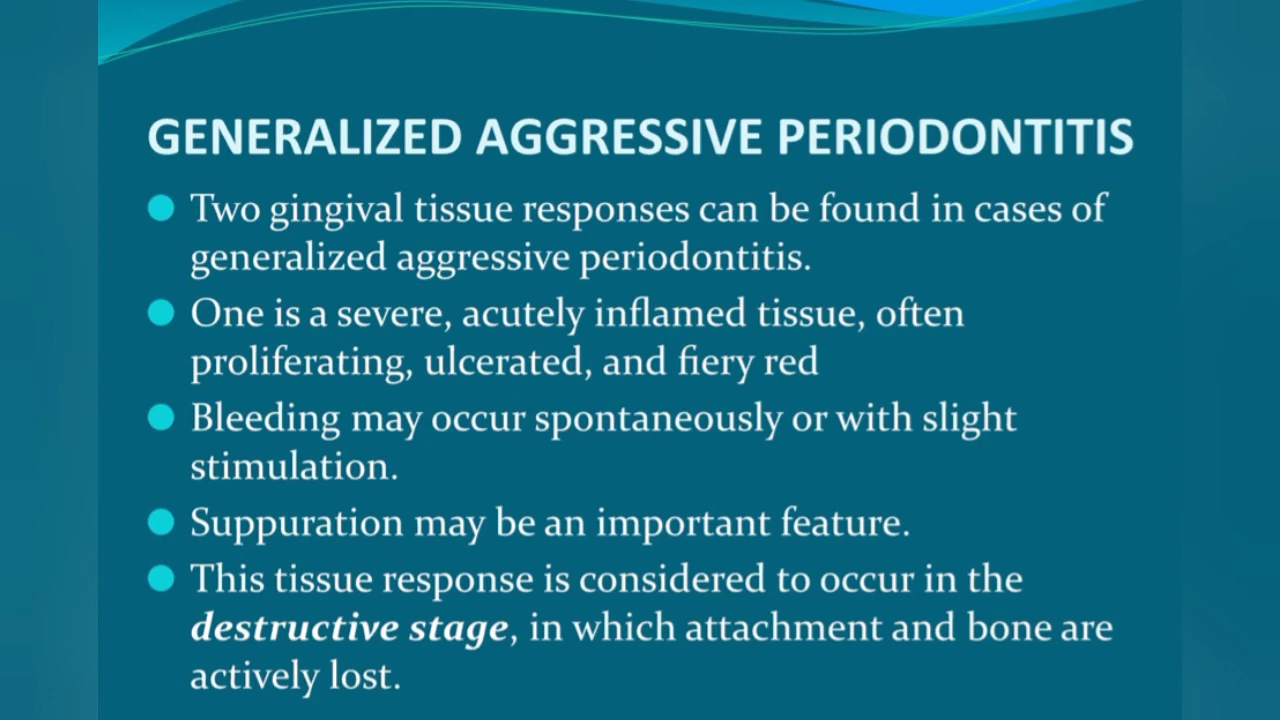 GENERALIZED AGGRESSIVE PERIODONTITIS
Two gingival tissue responses can be found in cases of
generalized aggressive periodontitis.
One is a severe, acutely inflamed tissue, often
proliferating, ulcerated, and fiery red
Bleeding may occur spontaneously or with slight
stimulation.
Suppuration may be an important feature.
This tissue response is considered to occur in the
destructive stage, in which attachment and bone are
actively lost.